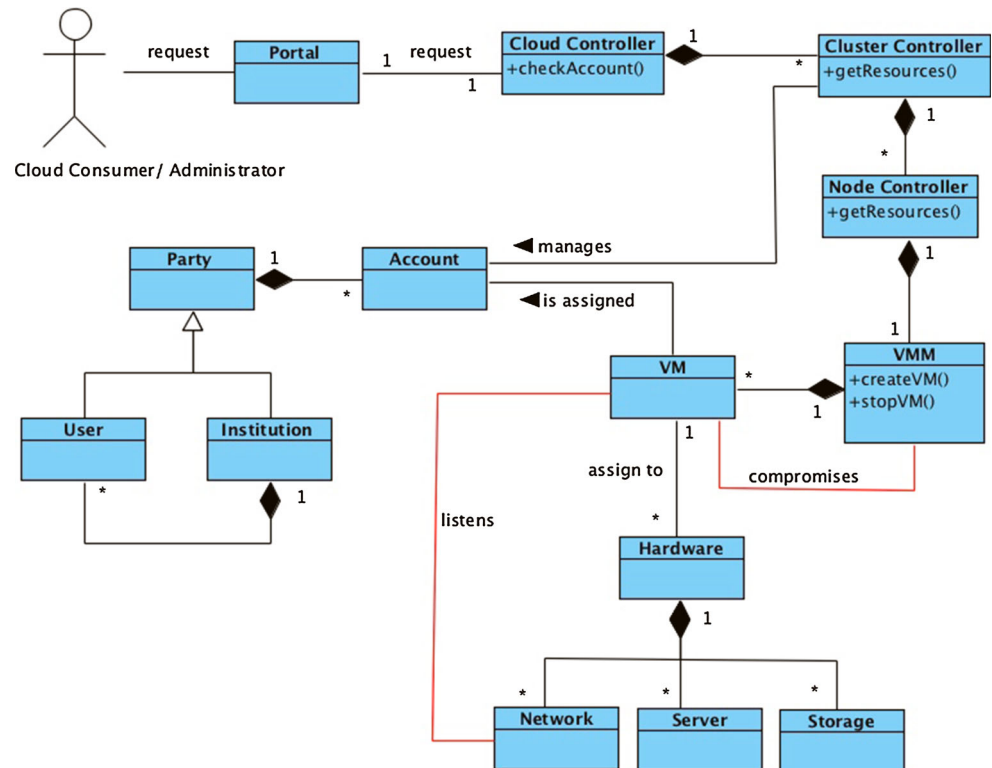 request
Portal
1
request
1
Cloud Controller
+checkAccount()
1
*
Cluster Controller
+getResources()
1
*
Cloud Consumer/ Administrator
Node Controller
+getResources()
1
Party
1
*
Account
manages
is assigned
1
VMM
+createVM()
+stopVM()
VM
*
1
User
*
Institution
1
1
assign to
*
compromises
listens
Hardware
1
*
*
*
Network
Server
Storage